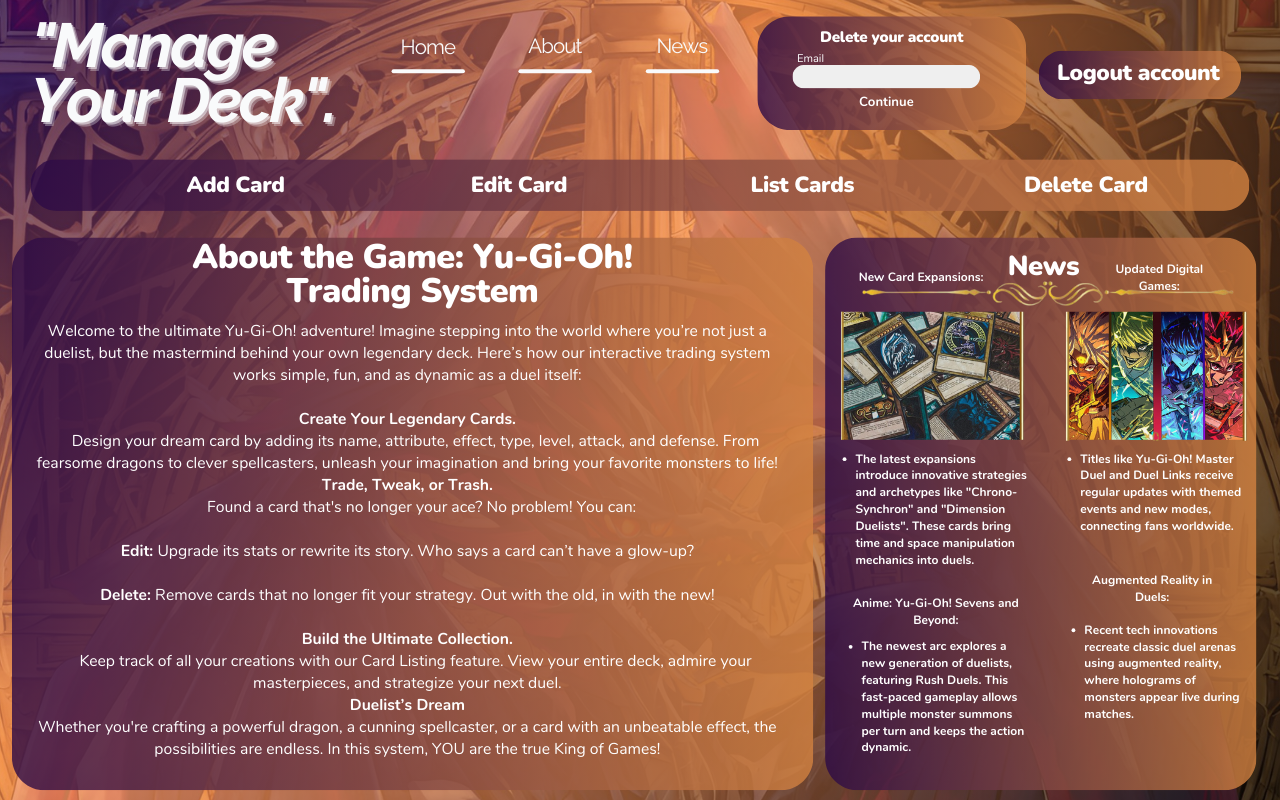 "Manage
Your Deck".
Home
About
News
Delete your account
Email
Continue
Logout account
Add Card
Edit Card
List Cards
Delete Card
About the Game: Yu-Gi-Oh!
Trading System
Welcome to the ultimate Yu-Gi-Oh! adventure! Imagine stepping into the world where you're not just a
duelist, but the mastermind behind your own legendary deck. Here's how our interactive trading system
works simple, fun, and as dynamic as a duel itself:
Create Your Legendary Cards.
Design your dream card by adding its name, attribute, effect, type, level, attack, and defense. From
fearsome dragons to clever spellcasters, unleash your imagination and bring your favorite monsters to life!
Trade, Tweak, or Trash.
Found a card that's no longer your ace? No problem! You can:
Edit: Upgrade its stats or rewrite its story. Who says a card can't have a glow-up?
Delete: Remove cards that no longer fit your strategy. Out with the old, in with the new!
Build the Ultimate Collection.
Keep track of all your creations with our Card Listing feature. View your entire deck, admire your
masterpieces, and strategize your next duel.
Duelist's Dream
Whether you're crafting a powerful dragon, a cunning spellcaster, or a card with an unbeatable effect, the
possibilities are endless. In this system, YOU are the true King of Games!
News
New Card Expansions:
• The latest expansions
introduce innovative strategies
and archetypes like "Chrono-
Synchron" and "Dimension
Duelists". These cards bring
time and space manipulation
mechanics into duels.
Anime: Yu-Gi-Oh! Sevens and
Beyond:
• The newest arc explores a
new generation of duelists,
featuring Rush Duels. This
fast-paced gameplay allows
multiple monster summons
per turn and keeps the action
dynamic.
Updated Digital
Games:
• Titles like Yu-Gi-Oh! Master
Duel and Duel Links receive
regular updates with themed
events and new modes,
connecting fans worldwide.
Augmented Reality in
Duels:
• Recent tech innovations
recreate classic duel arenas
using augmented reality,
where holograms of
monsters appear live during
matches.